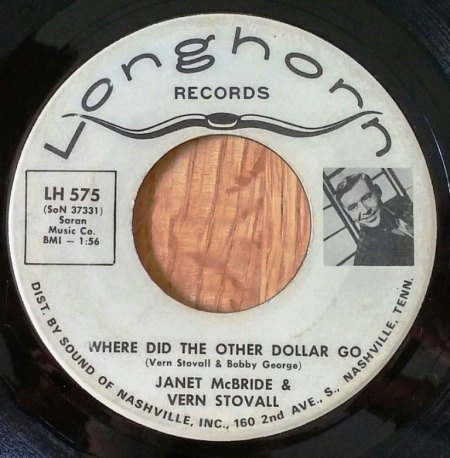 Longhorn
RECORDS
LH 575
(SoN 37331)
Saran
Music Co.
BMI — 1:56
WHERE DID THE OTHER DOLLAR GO
(Vern Stovall & Bobby George)
JANET McBRIDE &
VERN STOVALL
DIST. BY SOUND OF NASHVILLE, INC., 160 2nd AVE., S., NASHVILLE, TENN.